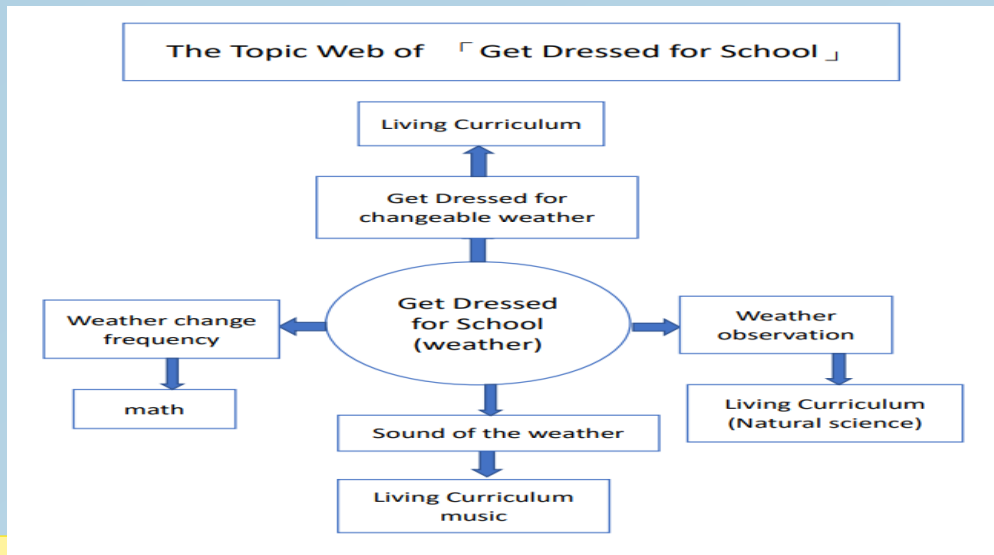 The Topic Web of 「Get Dressed for School」
Living Curriculum
Get Dressed for
changeable weather
Get Dressed
for School
(weather)
Weather change
frequency
math
Weather
observation
Living Curriculum
(Natural science)
Sound of the weather
Living Curriculum
music